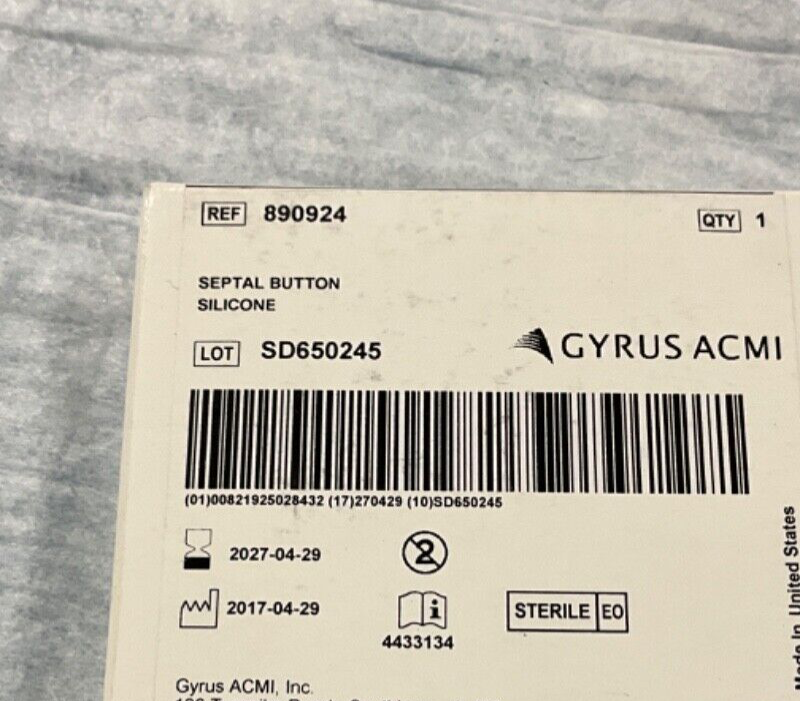 REF 890924
QTY 1
SEPTAL BUTTON
SILICONE
LOT SD650245
GYRUS ACMI
(01)00821925028432 (17)270429 (10)SD650245
2027-04-29
2
2017-04-29
i
4433134
STERILE EO
Made In United States
Gyrus ACMI, Inc.